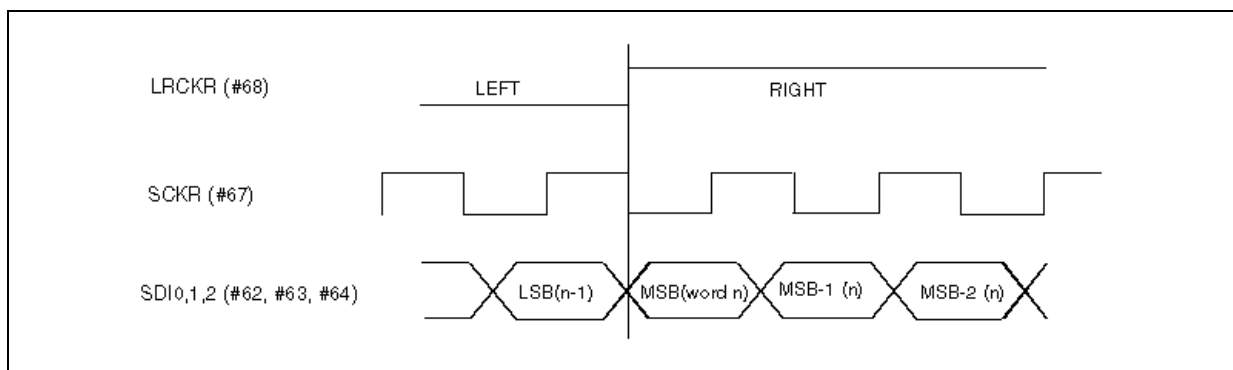 LRCKR (#68)
LEFT
RIGHT
SCKR (#67)
SDI0,1,2 (#62, #63, #64)
LSB(n-1)
MSB(word n)
MSB-1 (n)
MSB-2 (n)